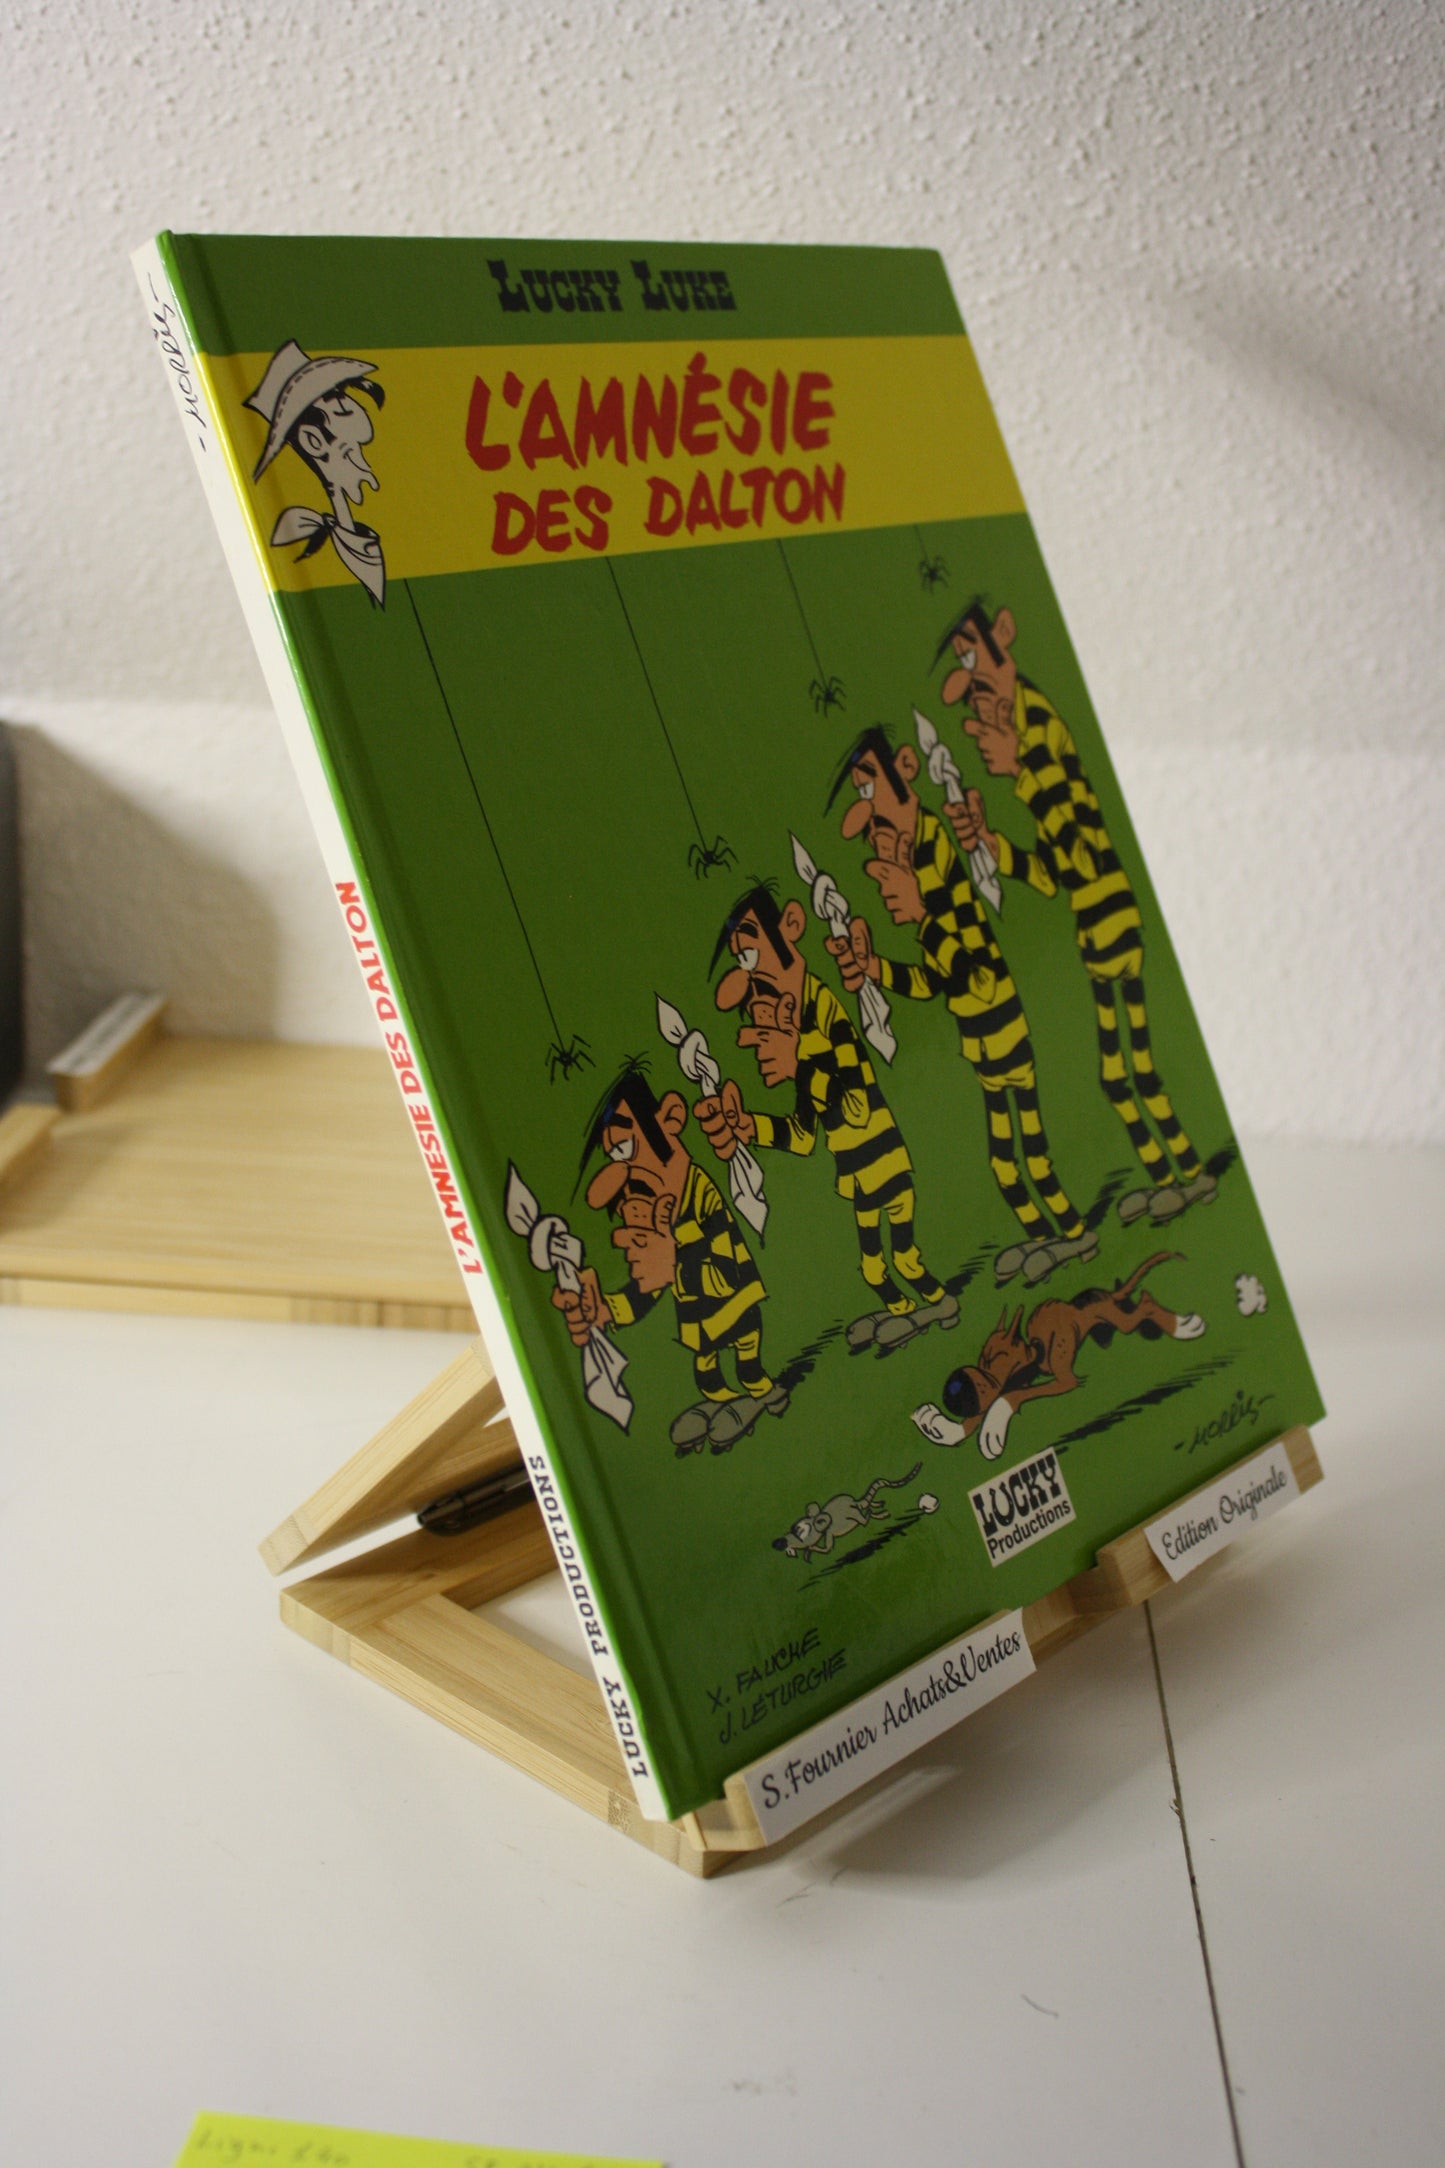 LUCKY LUKE
L'AMNÉSIE
DES DALTON
- MORRIS -
L'AMNESIE DES DALTON
LUCKY PRODUCTIONS
- MORRIS -
LUCKY
Productions
X. FAUCHE
J. LÉTURGIE
Edition Originale
S.Fournier Achats&Ventes